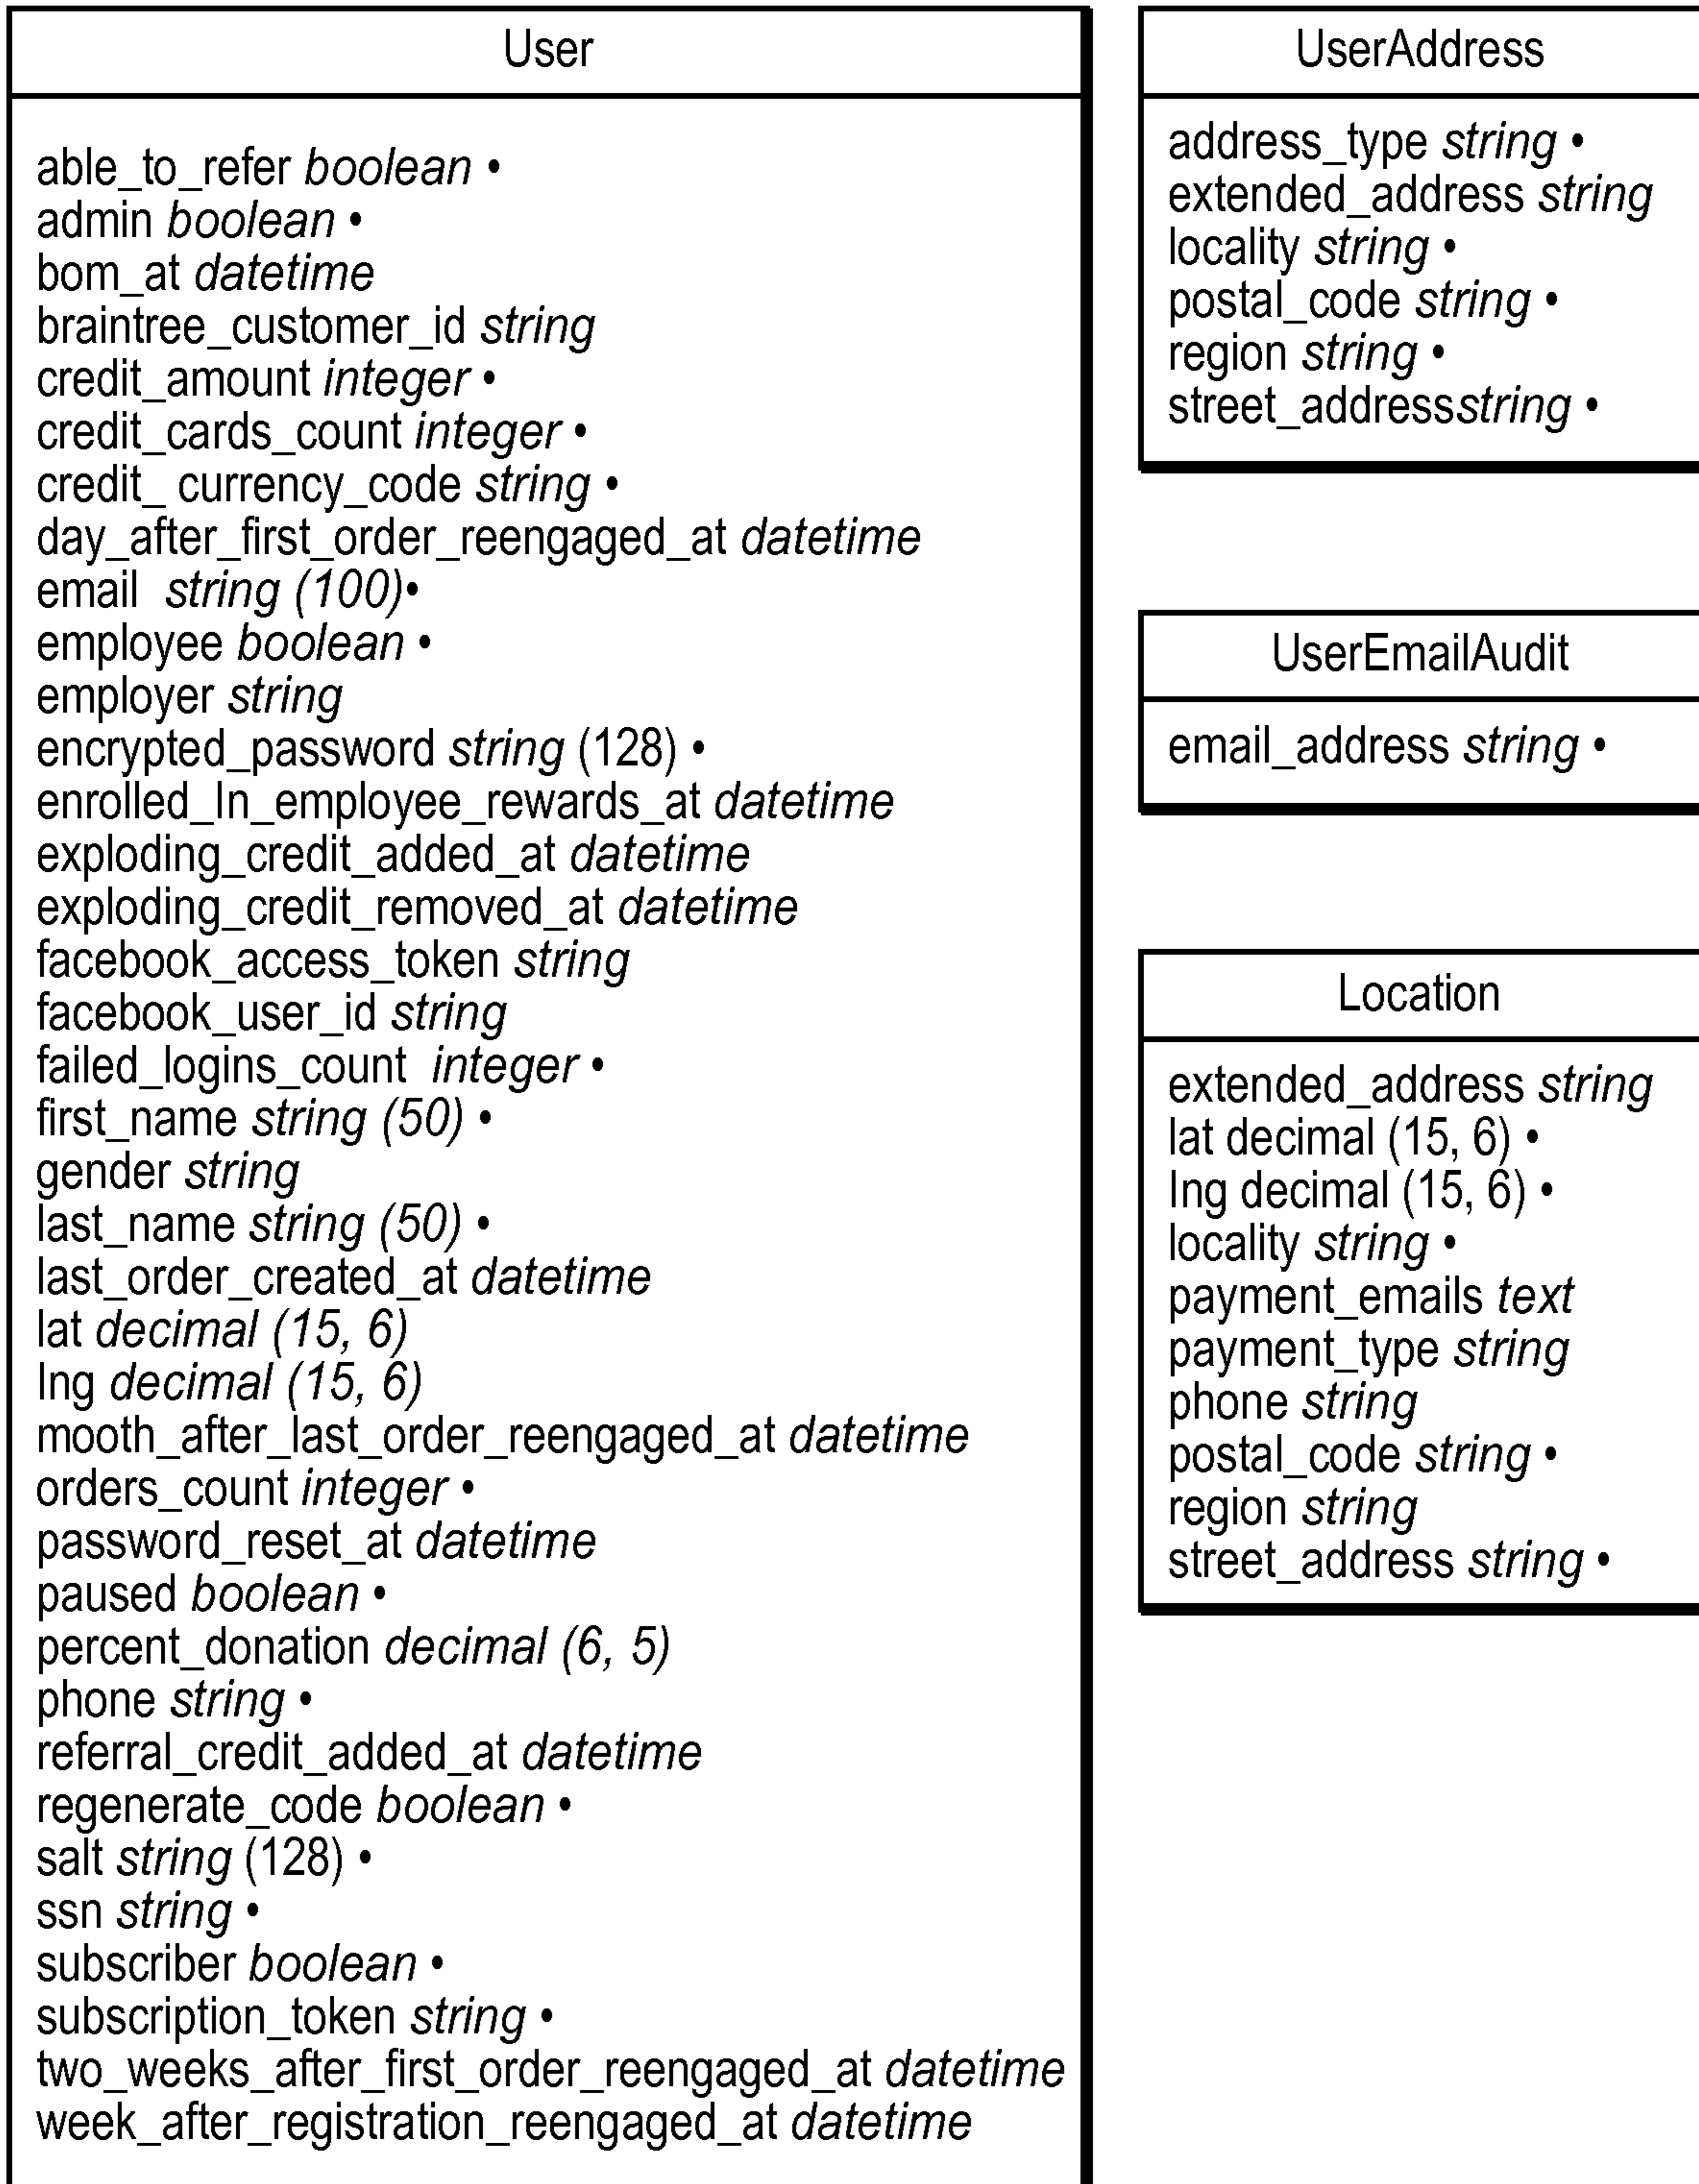 User
able_to_refer boolean •
admin boolean •
bom_at datetime
braintree_customer_id string
credit_amount integer •
credit_cards_count integer •
credit_ currency_code string •
day_after_first_order_reengaged_at datetime
email string (100)•
employee boolean •
employer string
encrypted_password string (128) •
enrolled_In_employee_rewards_at datetime
exploding_credit_added_at datetime
exploding_credit_removed_at datetime
facebook_access_token string
facebook_user_id string
failed_logins_count integer •
first_name string (50) •
gender string
last_name string (50) •
last_order_created_at datetime
lat decimal (15, 6)
Ing decimal (15, 6)
mooth_after_last_order_reengaged_at datetime
orders_count integer •
password_reset_at datetime
paused boolean •
percent_donation decimal (6, 5)
phone string •
referral_credit_added_at datetime
regenerate_code boolean •
salt string (128) •
ssn string •
subscriber boolean •
subscription_token string •
two_weeks_after_first_order_reengaged_at datetime
week_after_registration_reengaged_at datetime
UserAddress
address_type string •
extended_address string
locality string •
postal_code string •
region string •
street_addressstring •
UserEmailAudit
email_address string •
Location
extended_address string
lat decimal (15, 6) •
Ing decimal (15, 6) •
locality string •
payment_emails text
payment_type string
phone string
postal_code string •
region string
street_address string •